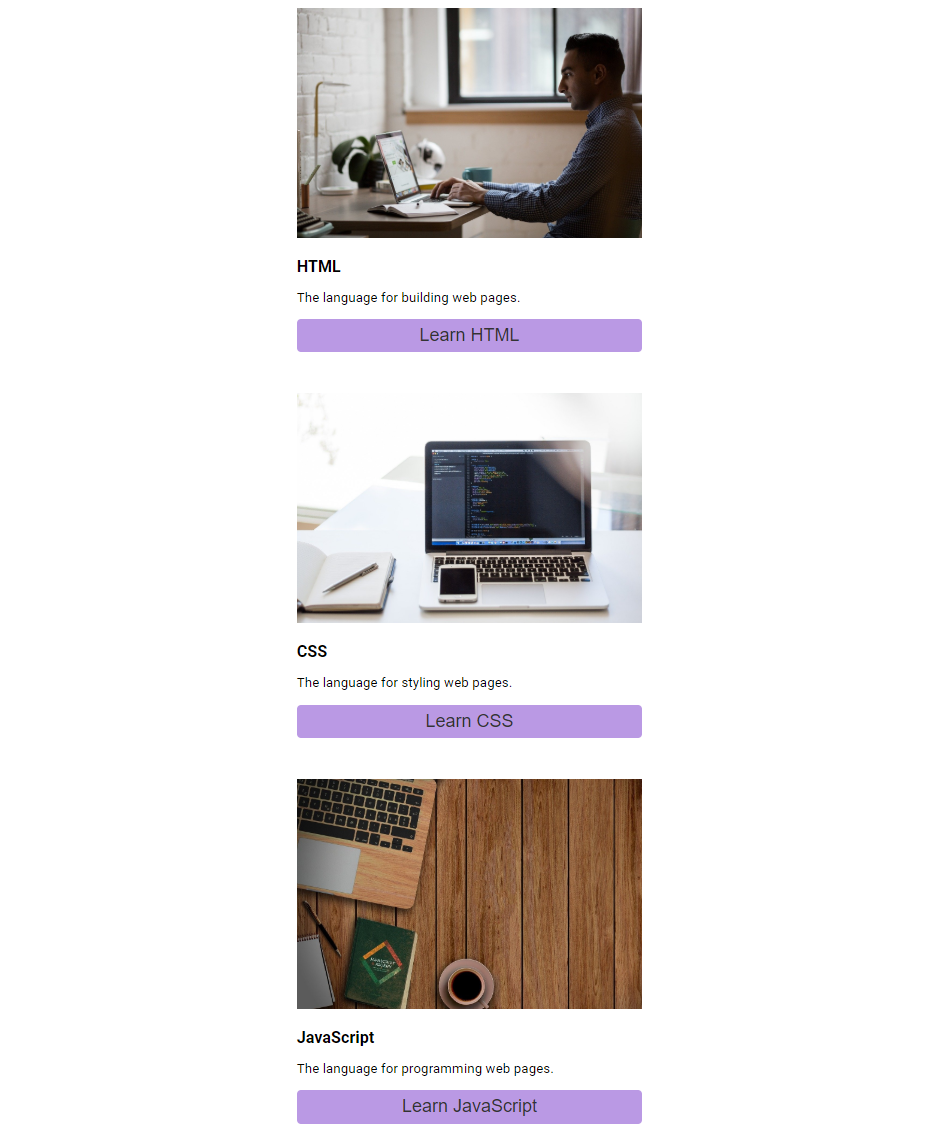 HTML
The language for building web pages.
Learn HTML
CSS
The language for styling web pages.
Learn CSS
JavaScript
The language for programming web pages.
Learn JavaScript